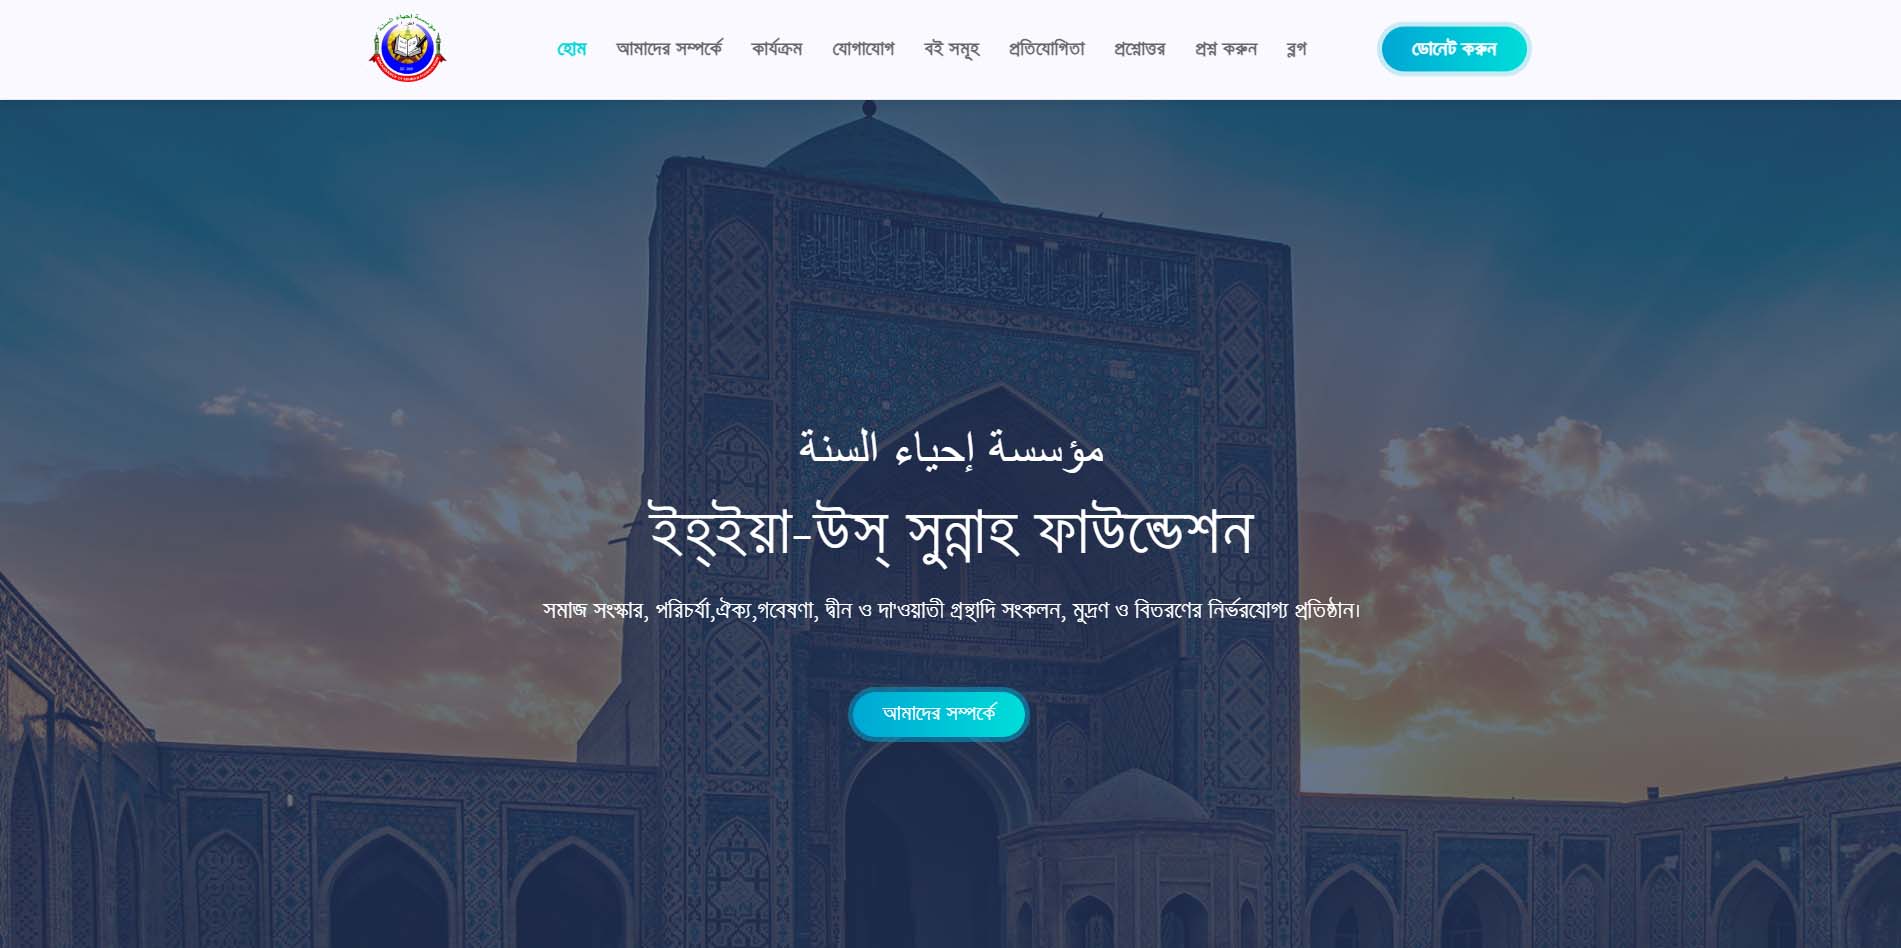 হোম আমাদের সম্পর্কে কার্যক্রম যোগাযোগ বই সমূহ প্রতিযোগিতা প্রশ্নোত্তর প্রশ্ন করুন ব্লগ ডোনেট করুন
مؤسسة إحياء السنة
ইহ্ইয়া-উস্ সুন্নাহ ফাউন্ডেশন
সমাজ সংস্কার, পরিচর্যা,ঐক্য,গবেষণা, দ্বীন ও দা'ওয়াতী গ্রন্থাদি সংকলন, মুদ্রণ ও বিতরণের নির্ভরযোগ্য প্রতিষ্ঠান।
আমাদের সম্পর্কে